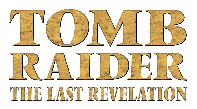 TOMB
RAIDER
THE LAST REVELATION